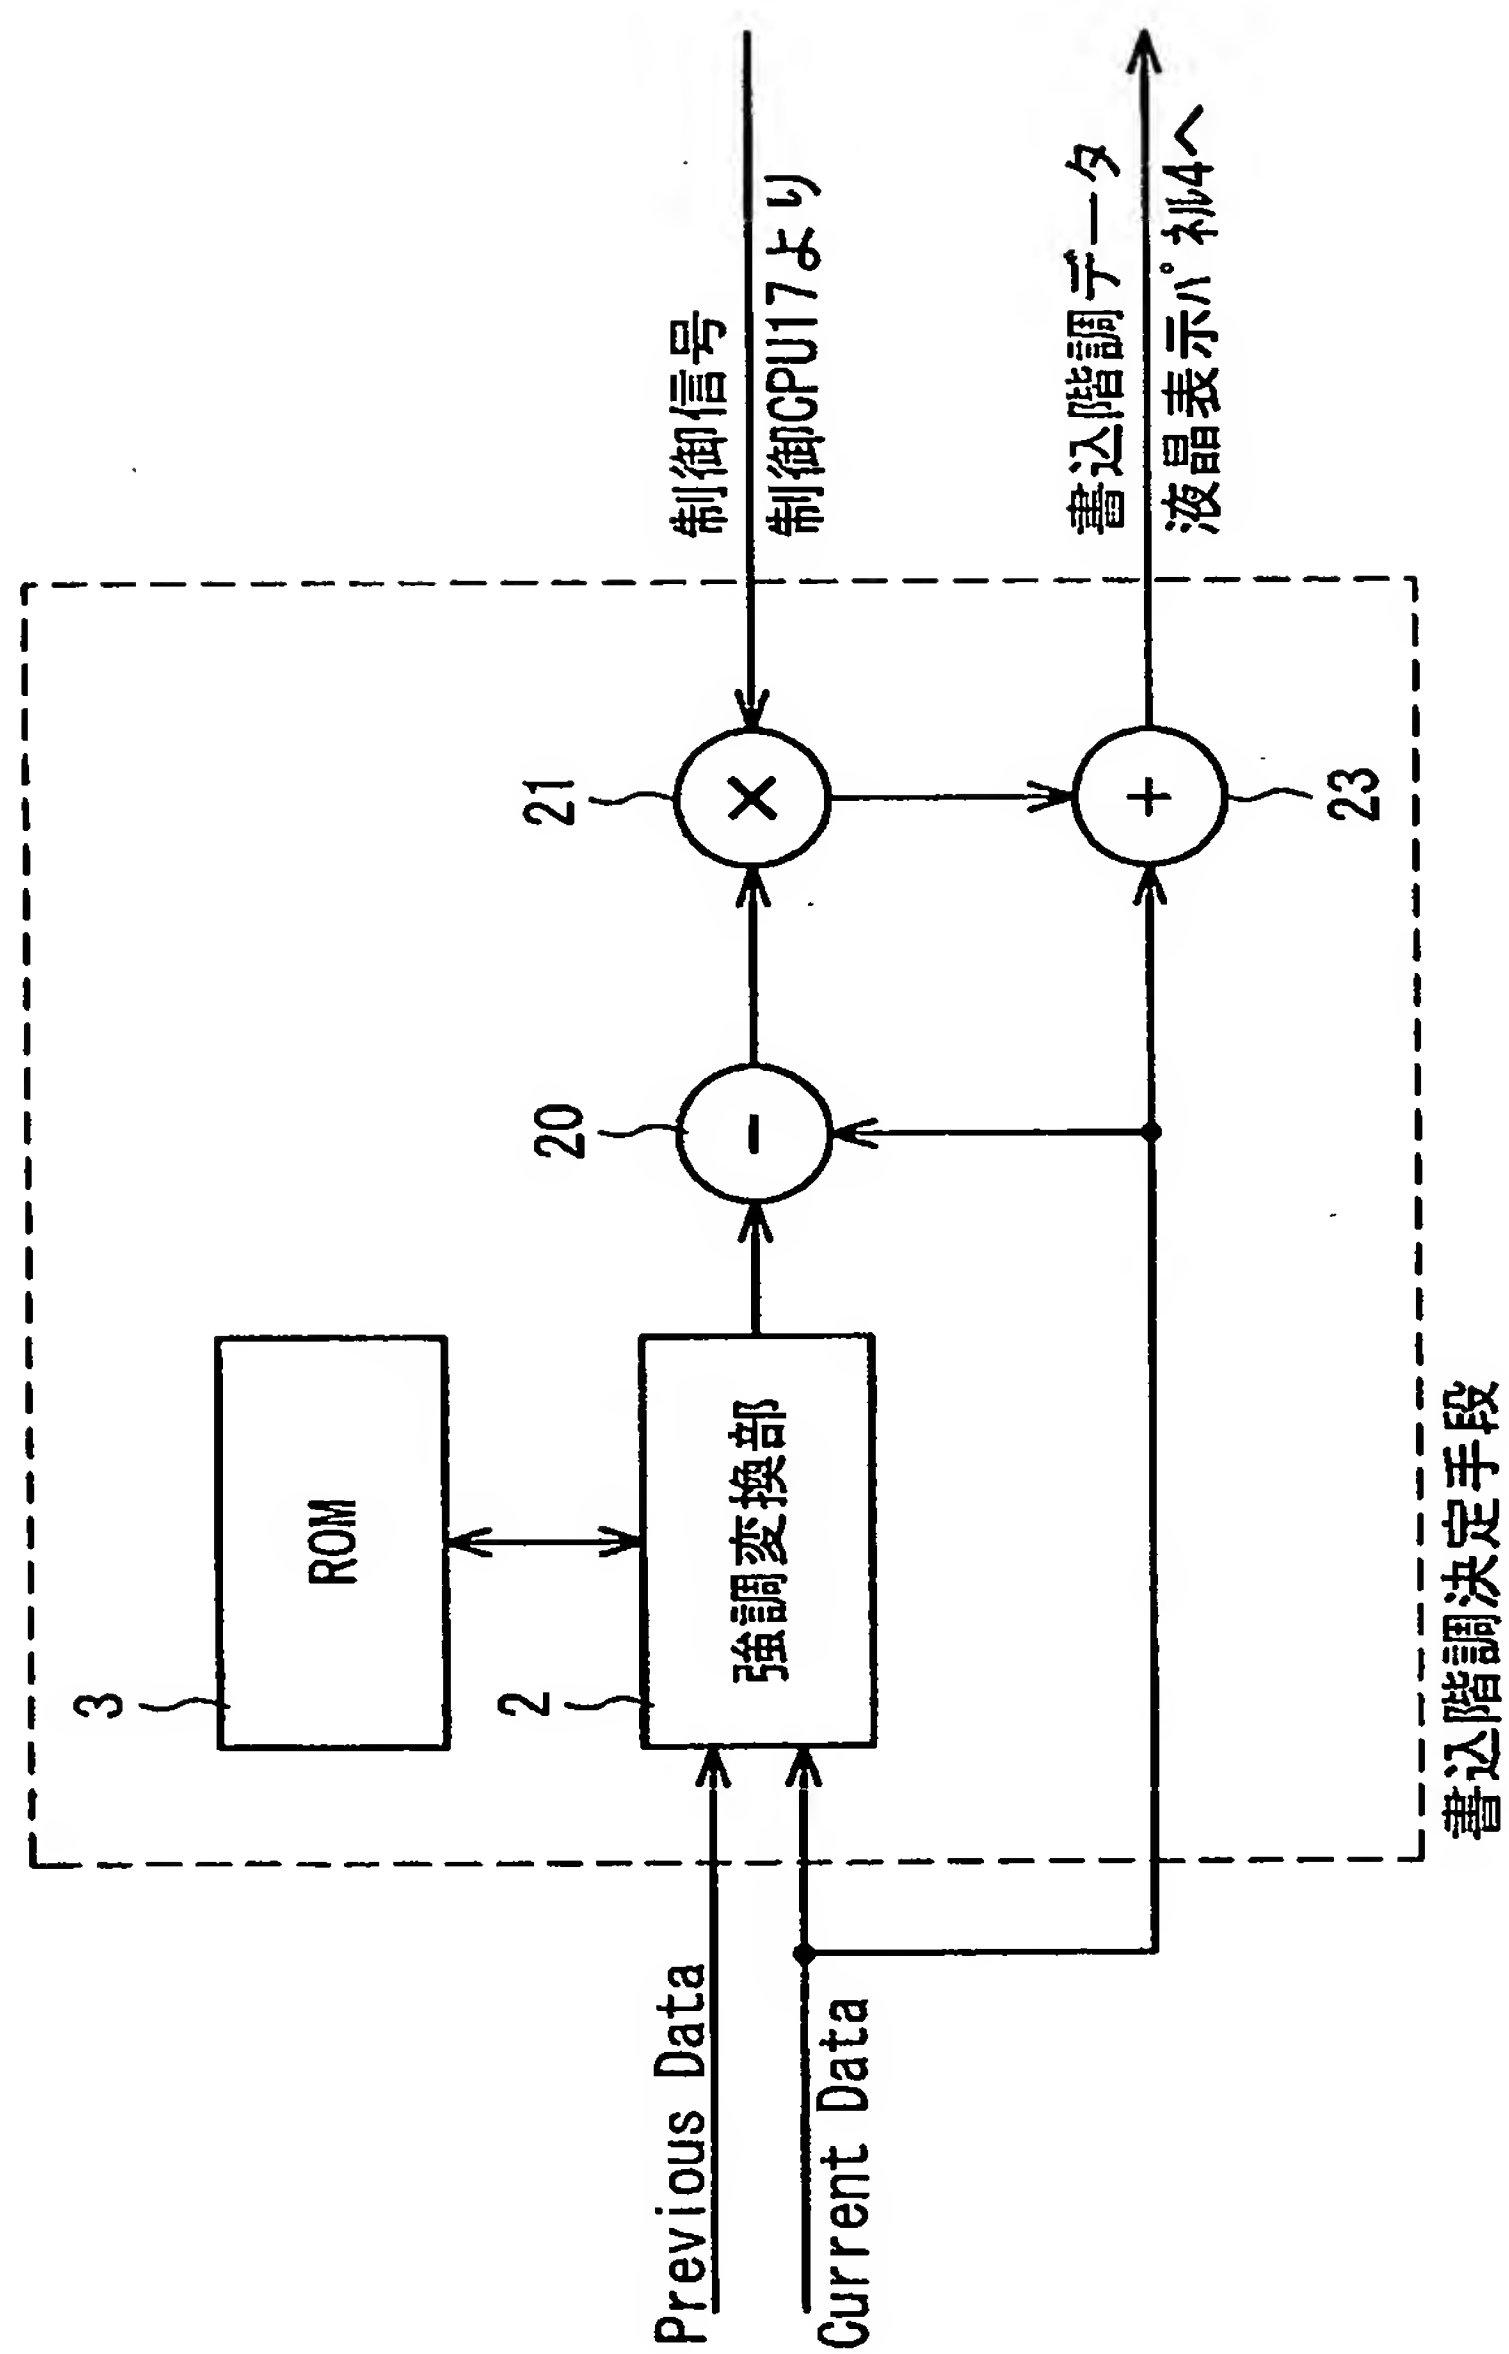 3
ROM
2
強調変換部
20
21
23
制御信号
制御CPU17より
書込階調データ
液晶表示パネル4へ
Previous Data
Current Data
書込階調決定手段
×
−
+